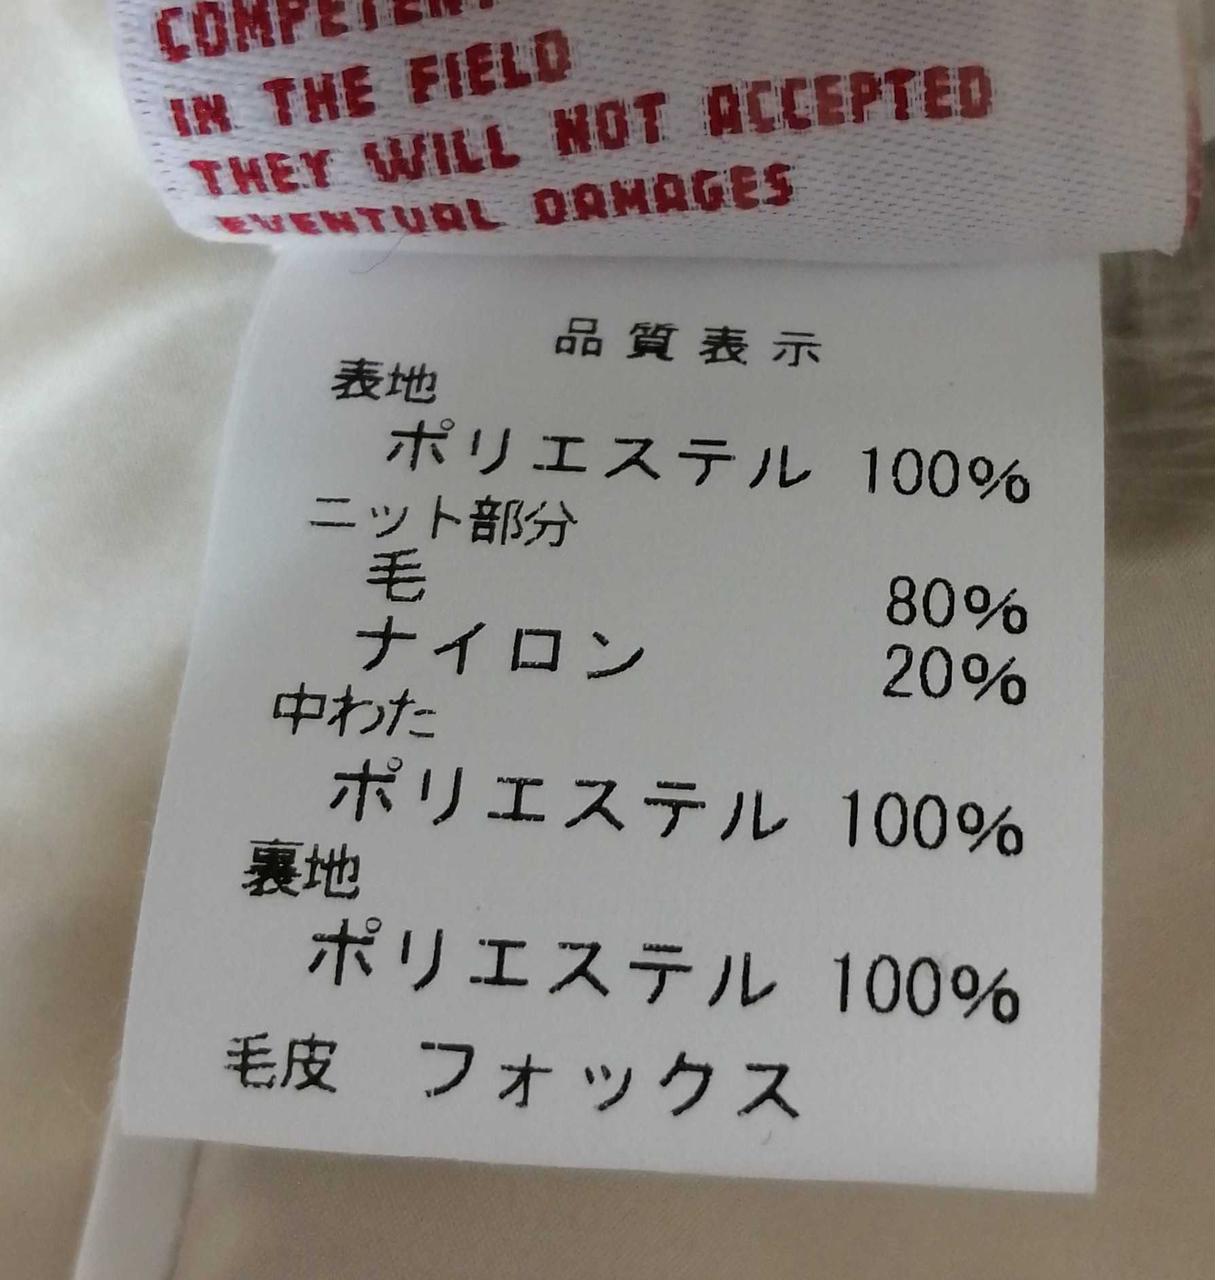 COMPETENT
IN THE FIELD
THEY WILL NOT ACCEPTED
EVENTUAL DAMAGES
品質表示
表地
ポリエステル 100%
ニット部分
毛 80%
ナイロン 20%
中わた
ポリエステル 100%
裏地
ポリエステル 100%
毛皮 フォックス